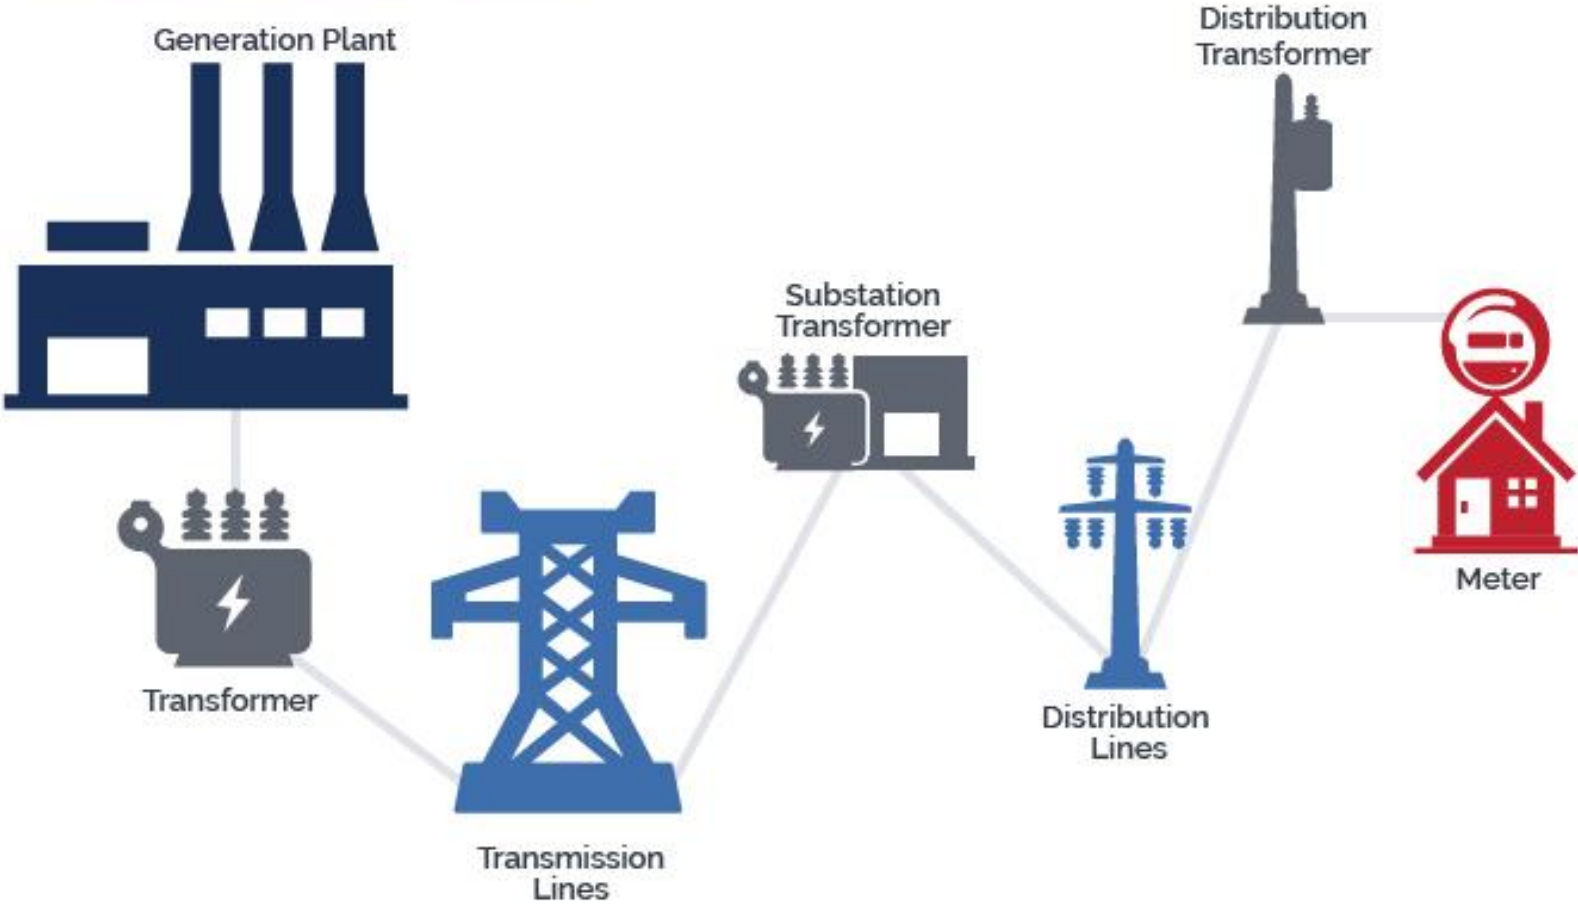 Generation Plant
Transformer
Transmission
Lines
Substation
Transformer
Distribution
Lines
Distribution
Transformer
Meter